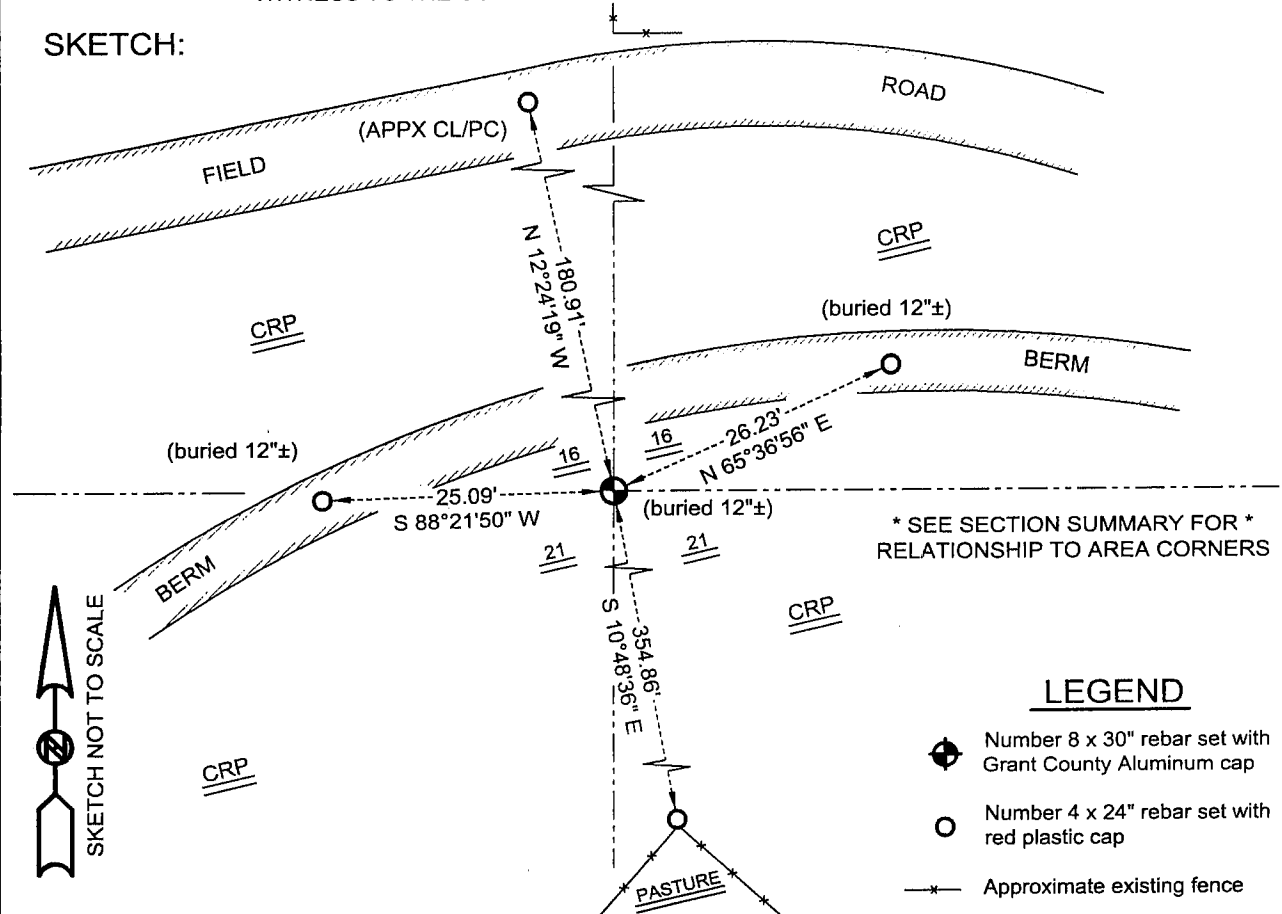 SKETCH:
ROAD
(APPX CL/PC)
FIELD
CRP
N 12°24'19" W
180.91'
CRP
(buried 12"±)
BERM
(buried 12"±)
16
16
26.23'
N 65°36'56" E
25.09'
S 88°21'50" W
(buried 12"±)
* SEE SECTION SUMMARY FOR *
RELATIONSHIP TO AREA CORNERS
21
21
BERM
CRP
S 10°48'36" E
354.86'
SKETCH NOT TO SCALE
N
CRP
PASTURE
LEGEND
Number 8 x 30" rebar set with
Grant County Aluminum cap
Number 4 x 24" rebar set with
red plastic cap
Approximate existing fence